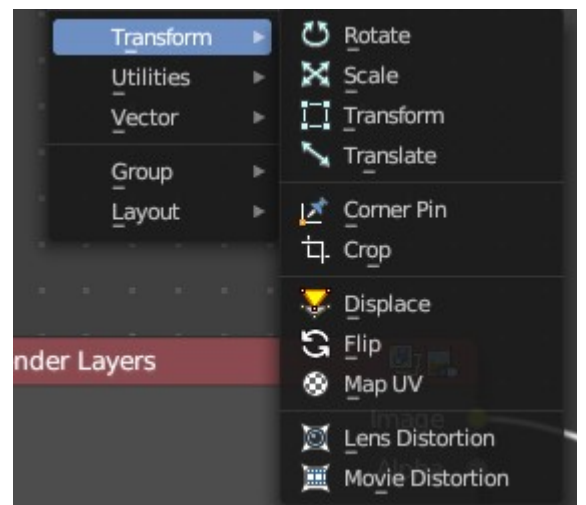 Transform
Utilities
Vector
Group
Layout
Rotate
Scale
Transform
Translate
Corner Pin
Crop
Displace
Flip
Map UV
Lens Distortion
Movie Distortion
nder Layers
Image
Alpha